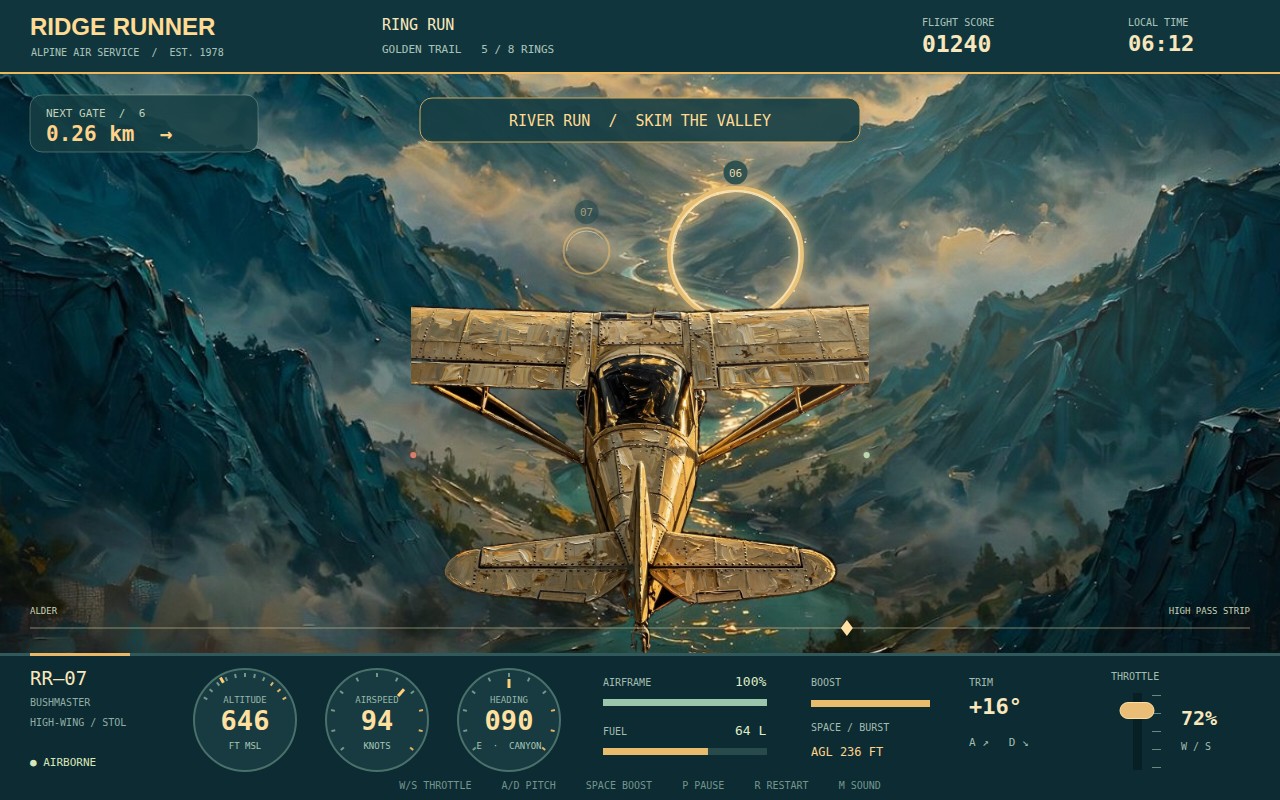 RIDGE RUNNER
ALPINE AIR SERVICE / EST. 1978
RING RUN
GOLDEN TRAIL 5 / 8 RINGS
FLIGHT SCORE
01240
LOCAL TIME
06:12
NEXT GATE / 6
0.26 km →
RIVER RUN / SKIM THE VALLEY
06
07
ALDER
HIGH PASS STRIP
RR–07
BUSHMASTER
HIGH-WING / STOL
● AIRBORNE
ALTITUDE
646
FT MSL
AIRSPEED
94
KNOTS
HEADING
090
E · CANYON
AIRFRAME 100%
FUEL 64 L
BOOST
SPACE / BURST
AGL 236 FT
TRIM
+16°
A ↗ D ↘
THROTTLE
72%
W / S
W/S THROTTLE A/D PITCH SPACE BOOST P PAUSE R RESTART M SOUND